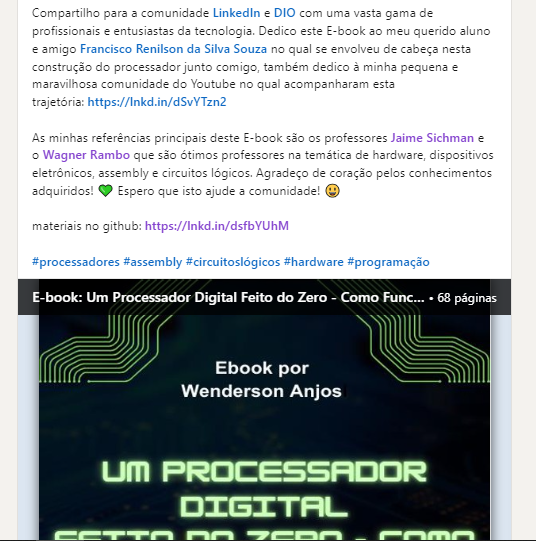 Compartilho para a comunidade LinkedIn e DIO com uma vasta gama de
profissionais e entusiastas da tecnologia. Dedico este E-book ao meu querido aluno
e amigo Francisco Renilson da Silva Souza no qual se envolveu de cabeça nesta
construção do processador junto comigo, também dedico à minha pequena e
maravilhosa comunidade do Youtube no qual acompanharam esta
trajetória: https://lnkd.in/dSvYTzn2
As minhas referências principais deste E-book são os professores Jaime Sichman e
o Wagner Rambo que são ótimos professores na temática de hardware, dispositivos
eletrônicos, assembly e circuitos lógicos. Agradeço de coração pelos conhecimentos
adquiridos! 💚 Espero que isto ajude a comunidade! 😀
materiais no github: https://lnkd.in/dsfbYUhM
#processadores #assembly #circuitoslógicos #hardware #programação
E-book: Um Processador Digital Feito do Zero - Como Func... • 68 páginas
Ebook por
Wenderson Anjos
UM PROCESSADOR
DIGITAL
FEITO DO ZERO - COMO